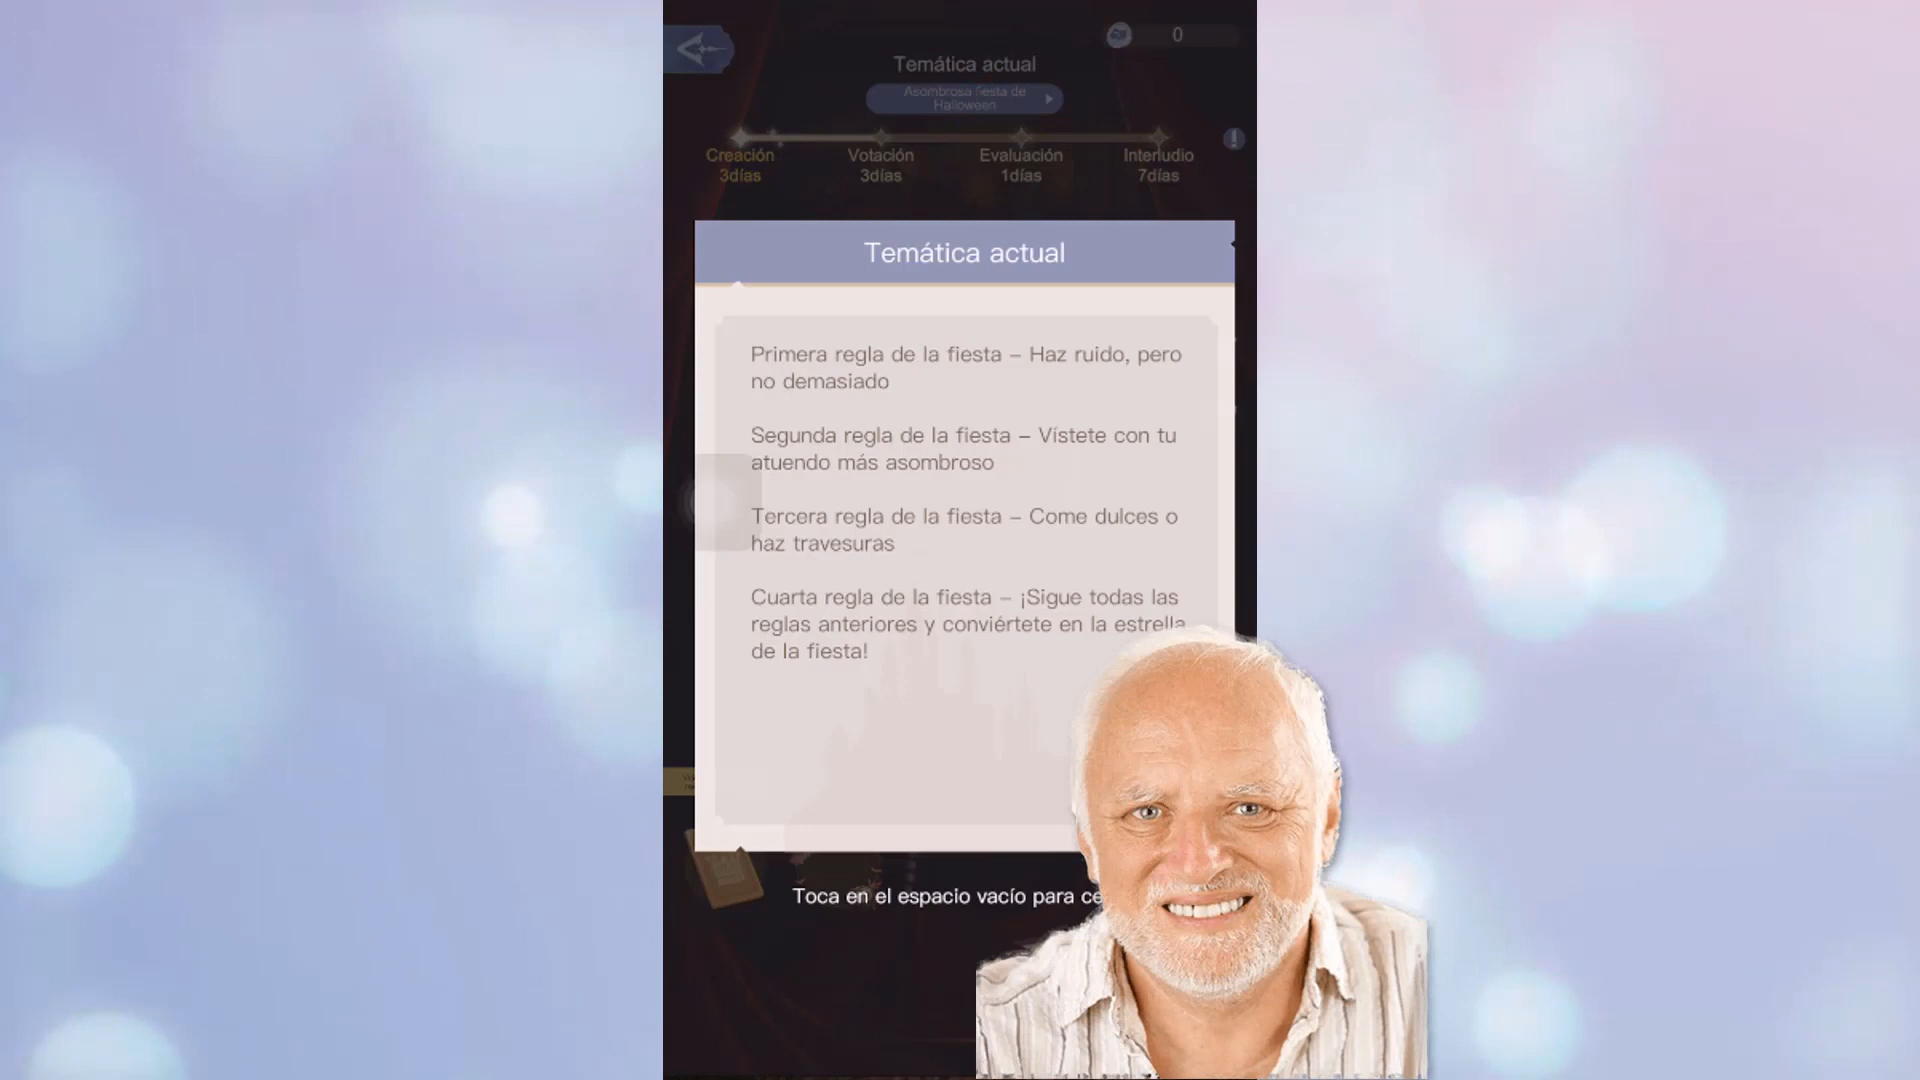 0
Temática actual
Asombrosa fiesta de
Halloween
Creación
Votación
Evaluación
Interludio
3días
3días
1días
7días
Temática actual
Primera regla de la fiesta – Haz ruido, pero
no demasiado
Segunda regla de la fiesta – Vístete con tu
atuendo más asombroso
Tercera regla de la fiesta – Come dulces o
haz travesuras
Cuarta regla de la fiesta – ¡Sigue todas las
reglas anteriores y conviértete en la estrella
de la fiesta!
Toca en el espacio vacío para